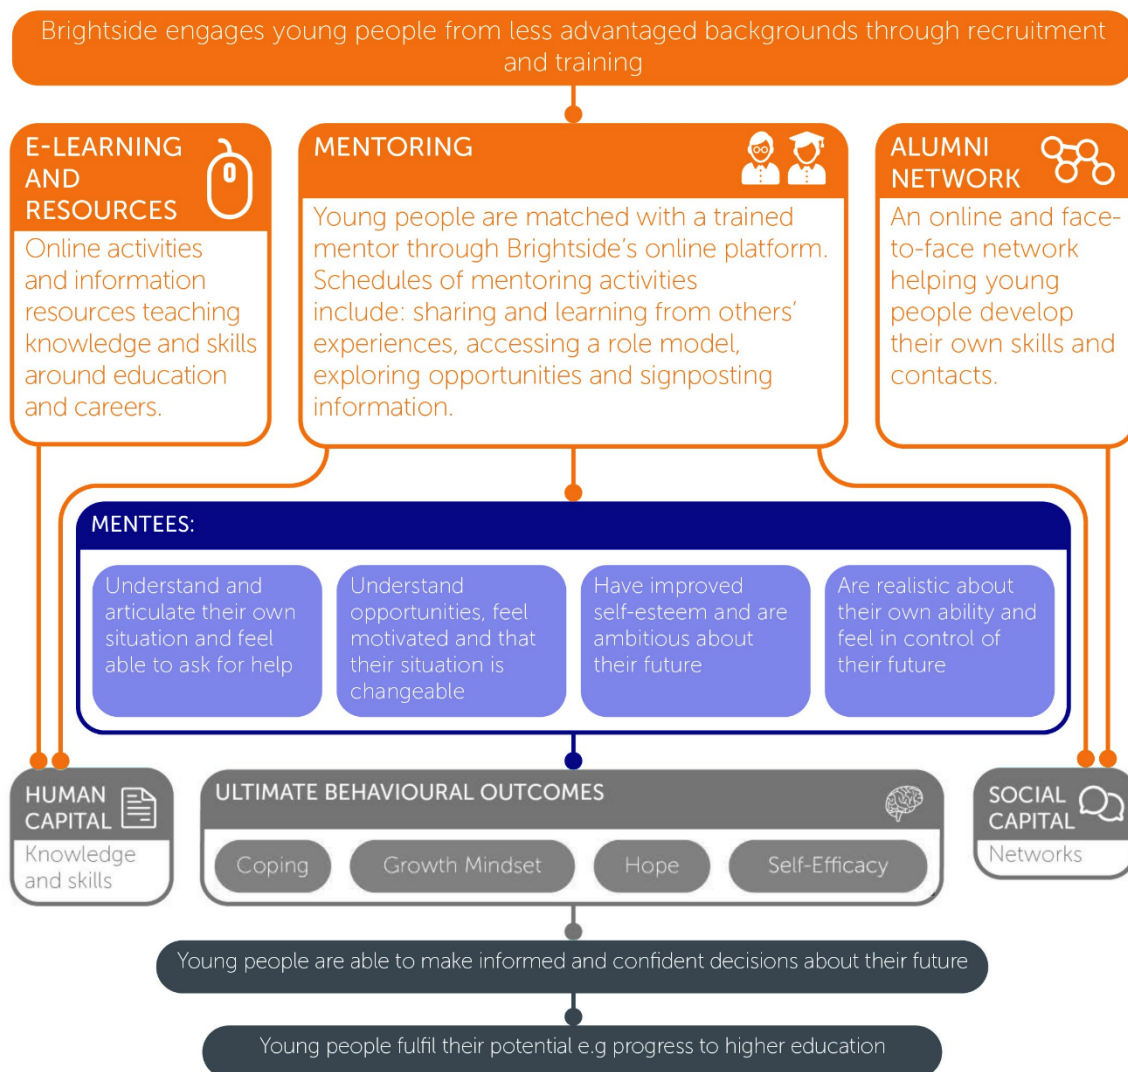 Brightside engages young people from less advantaged backgrounds through recruitment
and training
E-LEARNING
AND
RESOURCES
Online activities
and information
resources teaching
knowledge and skills
around education
and careers.
MENTORING
Young people are matched with a trained
mentor through Brightside’s online platform.
Schedules of mentoring activities
include: sharing and learning from others’
experiences, accessing a role model,
exploring opportunities and signposting
information.
ALUMNI
NETWORK
An online and face-
to-face network
helping young
people develop
their own skills and
contacts.
MENTEES:
Understand and
articulate their own
situation and feel
able to ask for help
Understand
opportunities, feel
motivated and that
their situation is
changeable
Have improved
self-esteem and are
ambitious about
their future
Are realistic about
their own ability and
feel in control of
their future
HUMAN
CAPITAL
Knowledge
and skills
ULTIMATE BEHAVIOURAL OUTCOMES
Coping
Growth Mindset
Hope
Self-Efficacy
SOCIAL
CAPITAL
Networks
Young people are able to make informed and confident decisions about their future
Young people fulfil their potential e.g progress to higher education